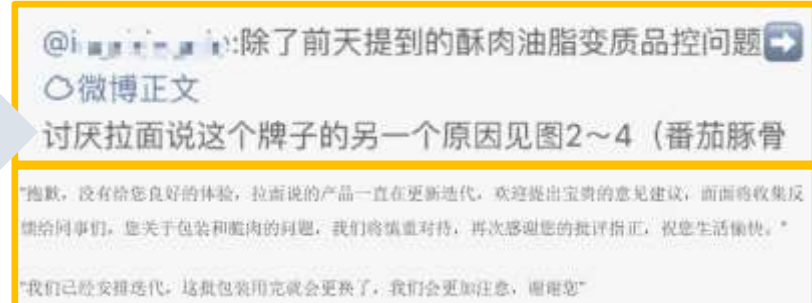 :除了前天提到的酥肉油脂变质品控问题➡
微博正文
讨厌拉面说这个牌子的另一个原因见图2～4（番茄豚骨
"抱歉，没有给您良好的体验，拉面说的产品一直在更新迭代，欢迎提出宝贵的意见建议，面面将收集反
馈给同事们，您关于包装和脆肉的问题，我们将慎重对待，再次感谢您的批评指正，祝您生活愉快。"
"我们已经安排迭代，这批包装用完就会更换了，我们会更加注意，谢谢您"